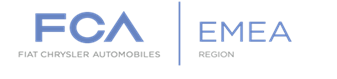 FCA
FIAT CHRYSLER AUTOMOBILES
EMEA
REGION